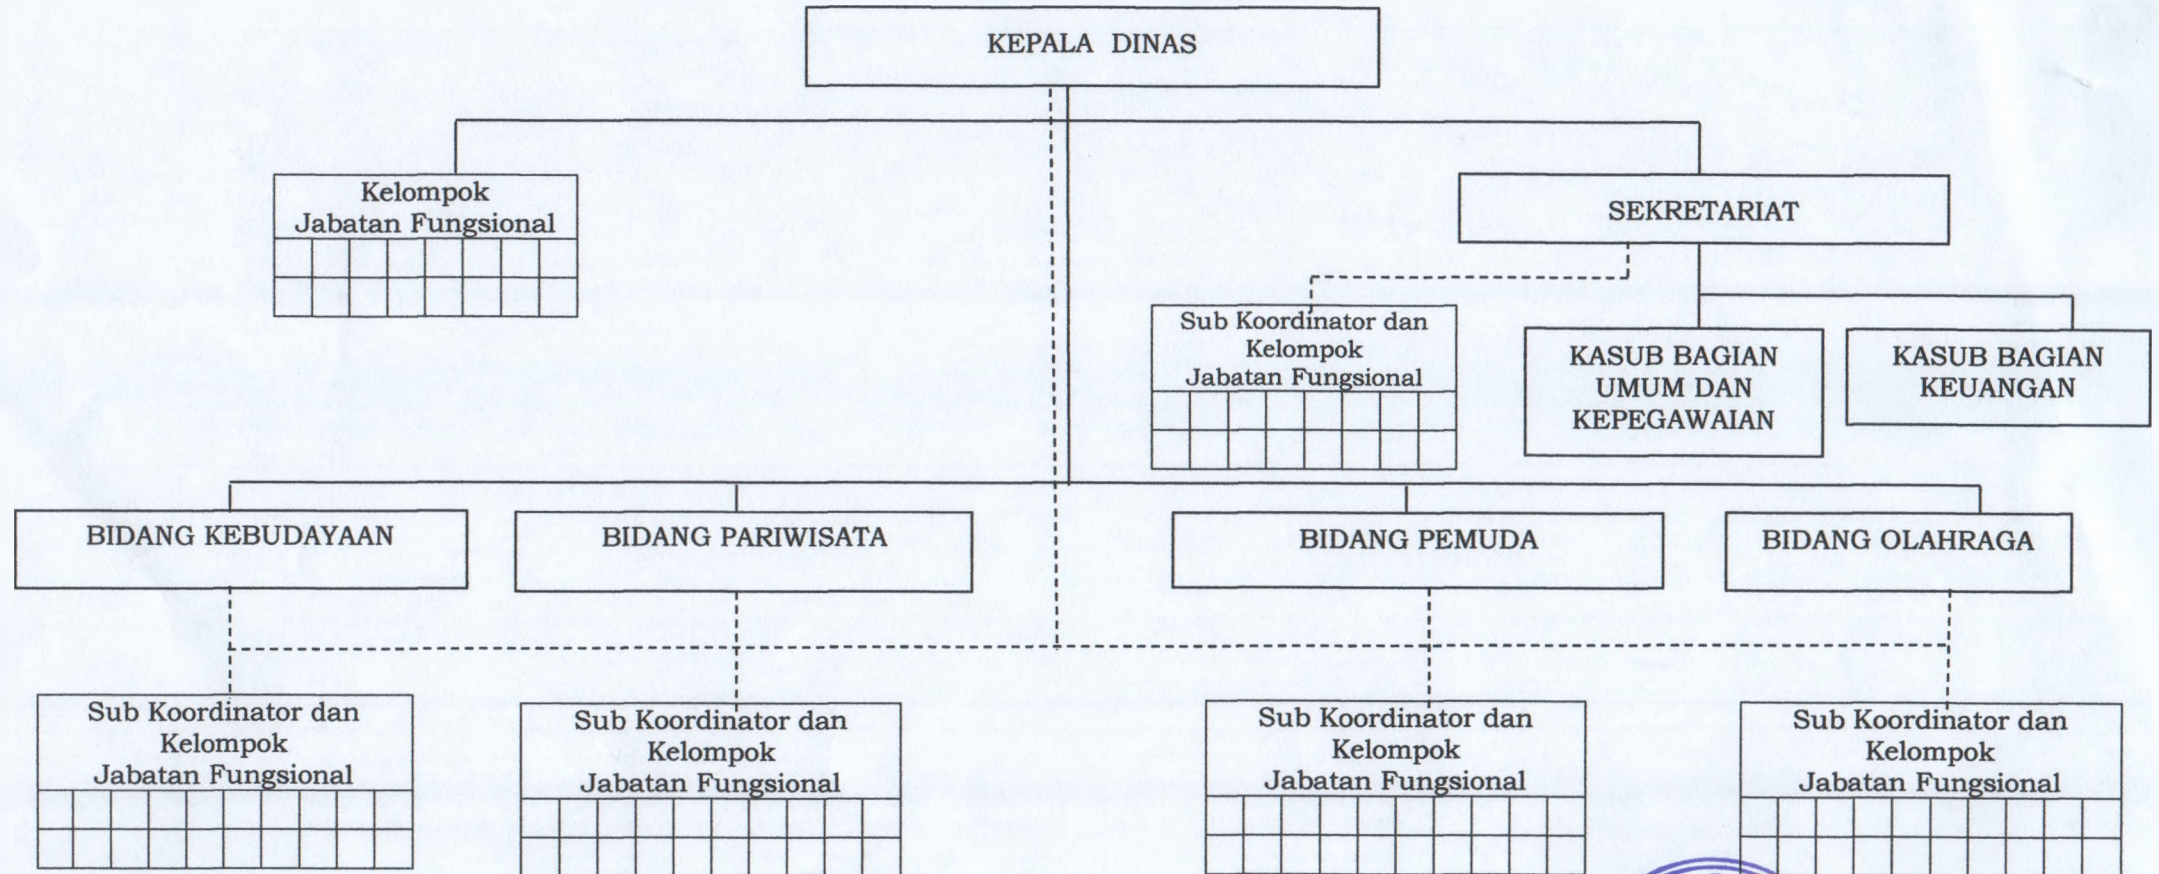 KEPALA DINAS
Kelompok
Jabatan Fungsional
SEKRETARIAT
Sub Koordinator dan
Kelompok
Jabatan Fungsional
KASUB BAGIAN
UMUM DAN
KEPEGAWAIAN
KASUB BAGIAN
KEUANGAN
BIDANG KEBUDAYAAN
BIDANG PARIWISATA
BIDANG PEMUDA
BIDANG OLAHRAGA
Sub Koordinator dan
Kelompok
Jabatan Fungsional
Sub Koordinator dan
Kelompok
Jabatan Fungsional
Sub Koordinator dan
Kelompok
Jabatan Fungsional
Sub Koordinator dan
Kelompok
Jabatan Fungsional